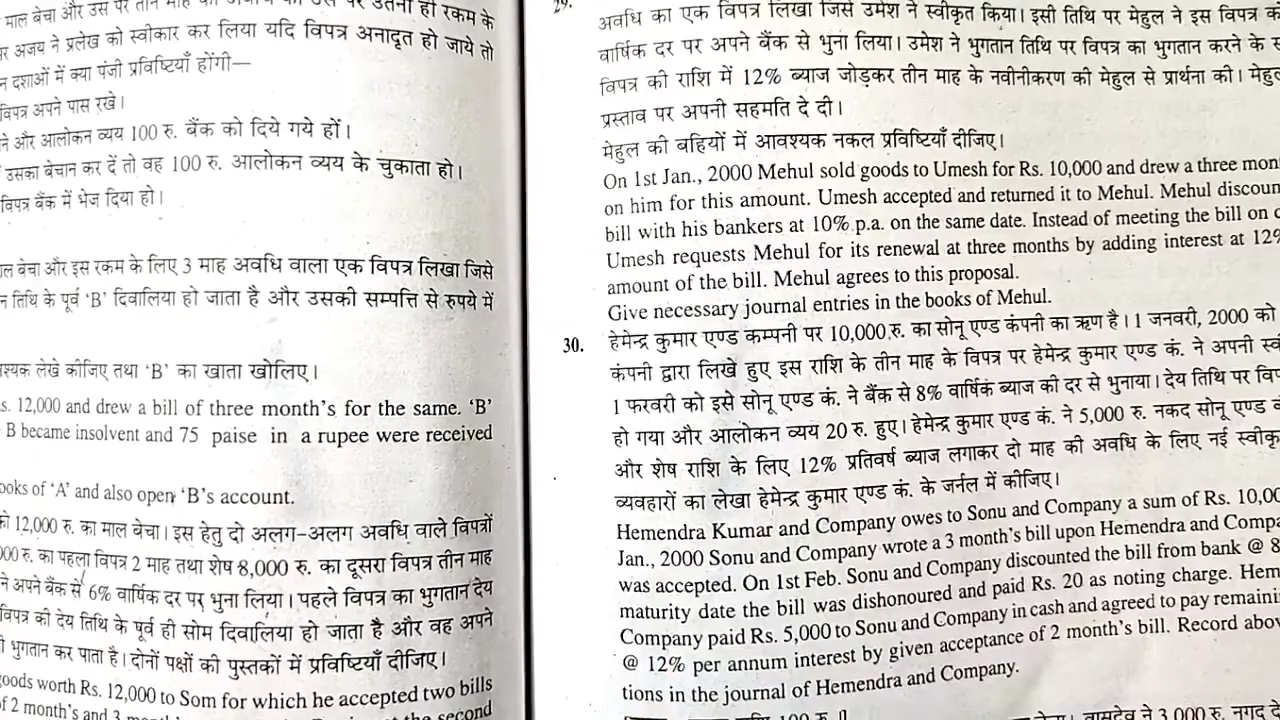 माल बेचा और उस पर तीन माह की
उतनी ही रकम के
अजय ने प्रलेख को स्वीकार कर लिया यदि विपत्र अनादृत हो जाये तो
दशाओं में क्या पंजी प्रविष्टियाँ होंगी—
विपत्र अपने पास रखे।
और आलोकन व्यय 100 रु. बैंक को दिये गये हों।
उसका बेचान कर दें तो वह 100 रु. आलोकन व्यय के चुकाता हो।
विपत्र बैंक में भेज दिया हो।
बेचा और इस रकम के लिए 3 माह अवधि वाला एक विपत्र लिखा जिसे
तिथि के पूर्व 'B' दिवालिया हो जाता है और उसकी सम्पत्ति से रुपये में
लेखे कीजिए तथा 'B' का खाता खोलिए।
s. 12,000 and drew a bill of three month's for the same. 'B'
B became insolvent and 75 paise in a rupee were received
ooks of 'A' and also open 'B's account.
12,000 रु. का माल बेचा। इस हेतु दो अलग-अलग अवधि वाले विपत्रों
000 रु. का पहला विपत्र 2 माह तथा शेष 8,000 रु. का दूसरा विपत्र तीन माह
ने अपने बैंक से 6% वार्षिक दर पर भुना लिया। पहले विपत्र का भुगतान देय
विपत्र की देय तिथि के पूर्व ही सोम दिवालिया हो जाता है और वह अपने
भुगतान कर पाता है। दोनों पक्षों की पुस्तकों में प्रविष्टियाँ दीजिए।
oods worth Rs. 12,000 to Som for which he accepted two bills
of 2 month's and 3
the second
29.
अवधि का एक विपत्र लिखा जिसे उमेश ने स्वीकृत किया। इसी तिथि पर मेहुल ने इस विपत्र
वार्षिक दर पर अपने बैंक से भुना लिया। उमेश ने भुगतान तिथि पर विपत्र का भुगतान करने के
विपत्र की राशि में 12% ब्याज जोड़कर तीन माह के नवीनीकरण की मेहुल से प्रार्थना की।
प्रस्ताव पर अपनी सहमति दे दी।
मेहुल की बहियों में आवश्यक नकल प्रविष्टियाँ दीजिए।
On 1st Jan., 2000 Mehul sold goods to Umesh for Rs. 10,000 and drew a three mon
on him for this amount. Umesh accepted and returned it to Mehul. Mehul discoun
bill with his bankers at 10% p.a. on the same date. Instead of meeting the bill on
Umesh requests Mehul for its renewal at three months by adding interest at 12%
amount of the bill. Mehul agrees to this proposal.
Give necessary journal entries in the books of Mehul.
30. हेमेन्द्र कुमार एण्ड कम्पनी पर 10,000 रु. का सोनू एण्ड कंपनी का ऋण है। 1 जनवरी, 2000 को
कंपनी द्वारा लिखे हुए इस राशि के तीन माह के विपत्र पर हेमेन्द्र कुमार एण्ड कं. ने अपनी
1 फरवरी को इसे सोनू एण्ड कं. ने बैंक से 8% वार्षिक ब्याज की दर से भुनाया। देय तिथि पर
हो गया और आलोकन व्यय 20 रु. हुए। हेमेन्द्र कुमार एण्ड कं. ने 5,000 रु. नकद सोनू एण्ड
और शेष राशि के लिए 12% प्रतिवर्ष ब्याज लगाकर दो माह की अवधि के लिए नई
व्यवहारों का लेखा हेमेन्द्र कुमार एण्ड कं. के जर्नल में कीजिए।
Hemendra Kumar and Company owes to Sonu and Company a sum of Rs. 10,00
Jan., 2000 Sonu and Company wrote a 3 month's bill upon Hemendra and Compa
was accepted. On 1st Feb. Sonu and Company discounted the bill from bank @ 8
maturity date the bill was dishonoured and paid Rs. 20 as noting charge. Hem
Company paid Rs. 5,000 to Sonu and Company in cash and agreed to pay remaini
@ 12% per annum interest by given acceptance of 2 month's bill. Record abov
tions in the journal of Hemendra and Company.
3,000 रु. नगद